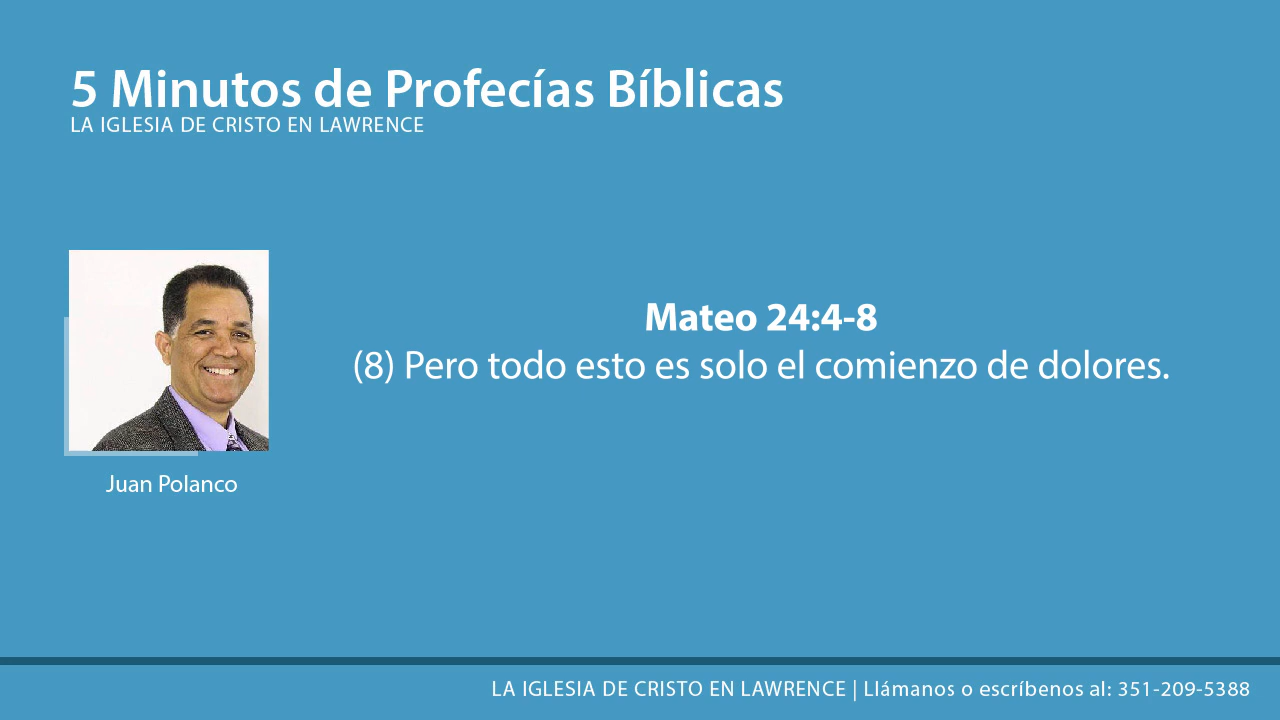 5 Minutos de Profecías Bíblicas
LA IGLESIA DE CRISTO EN LAWRENCE
Mateo 24:4-8
(8) Pero todo esto es solo el comienzo de dolores.
Juan Polanco
LA IGLESIA DE CRISTO EN LAWRENCE | Llámanos o escríbenos al: 351-209-5388